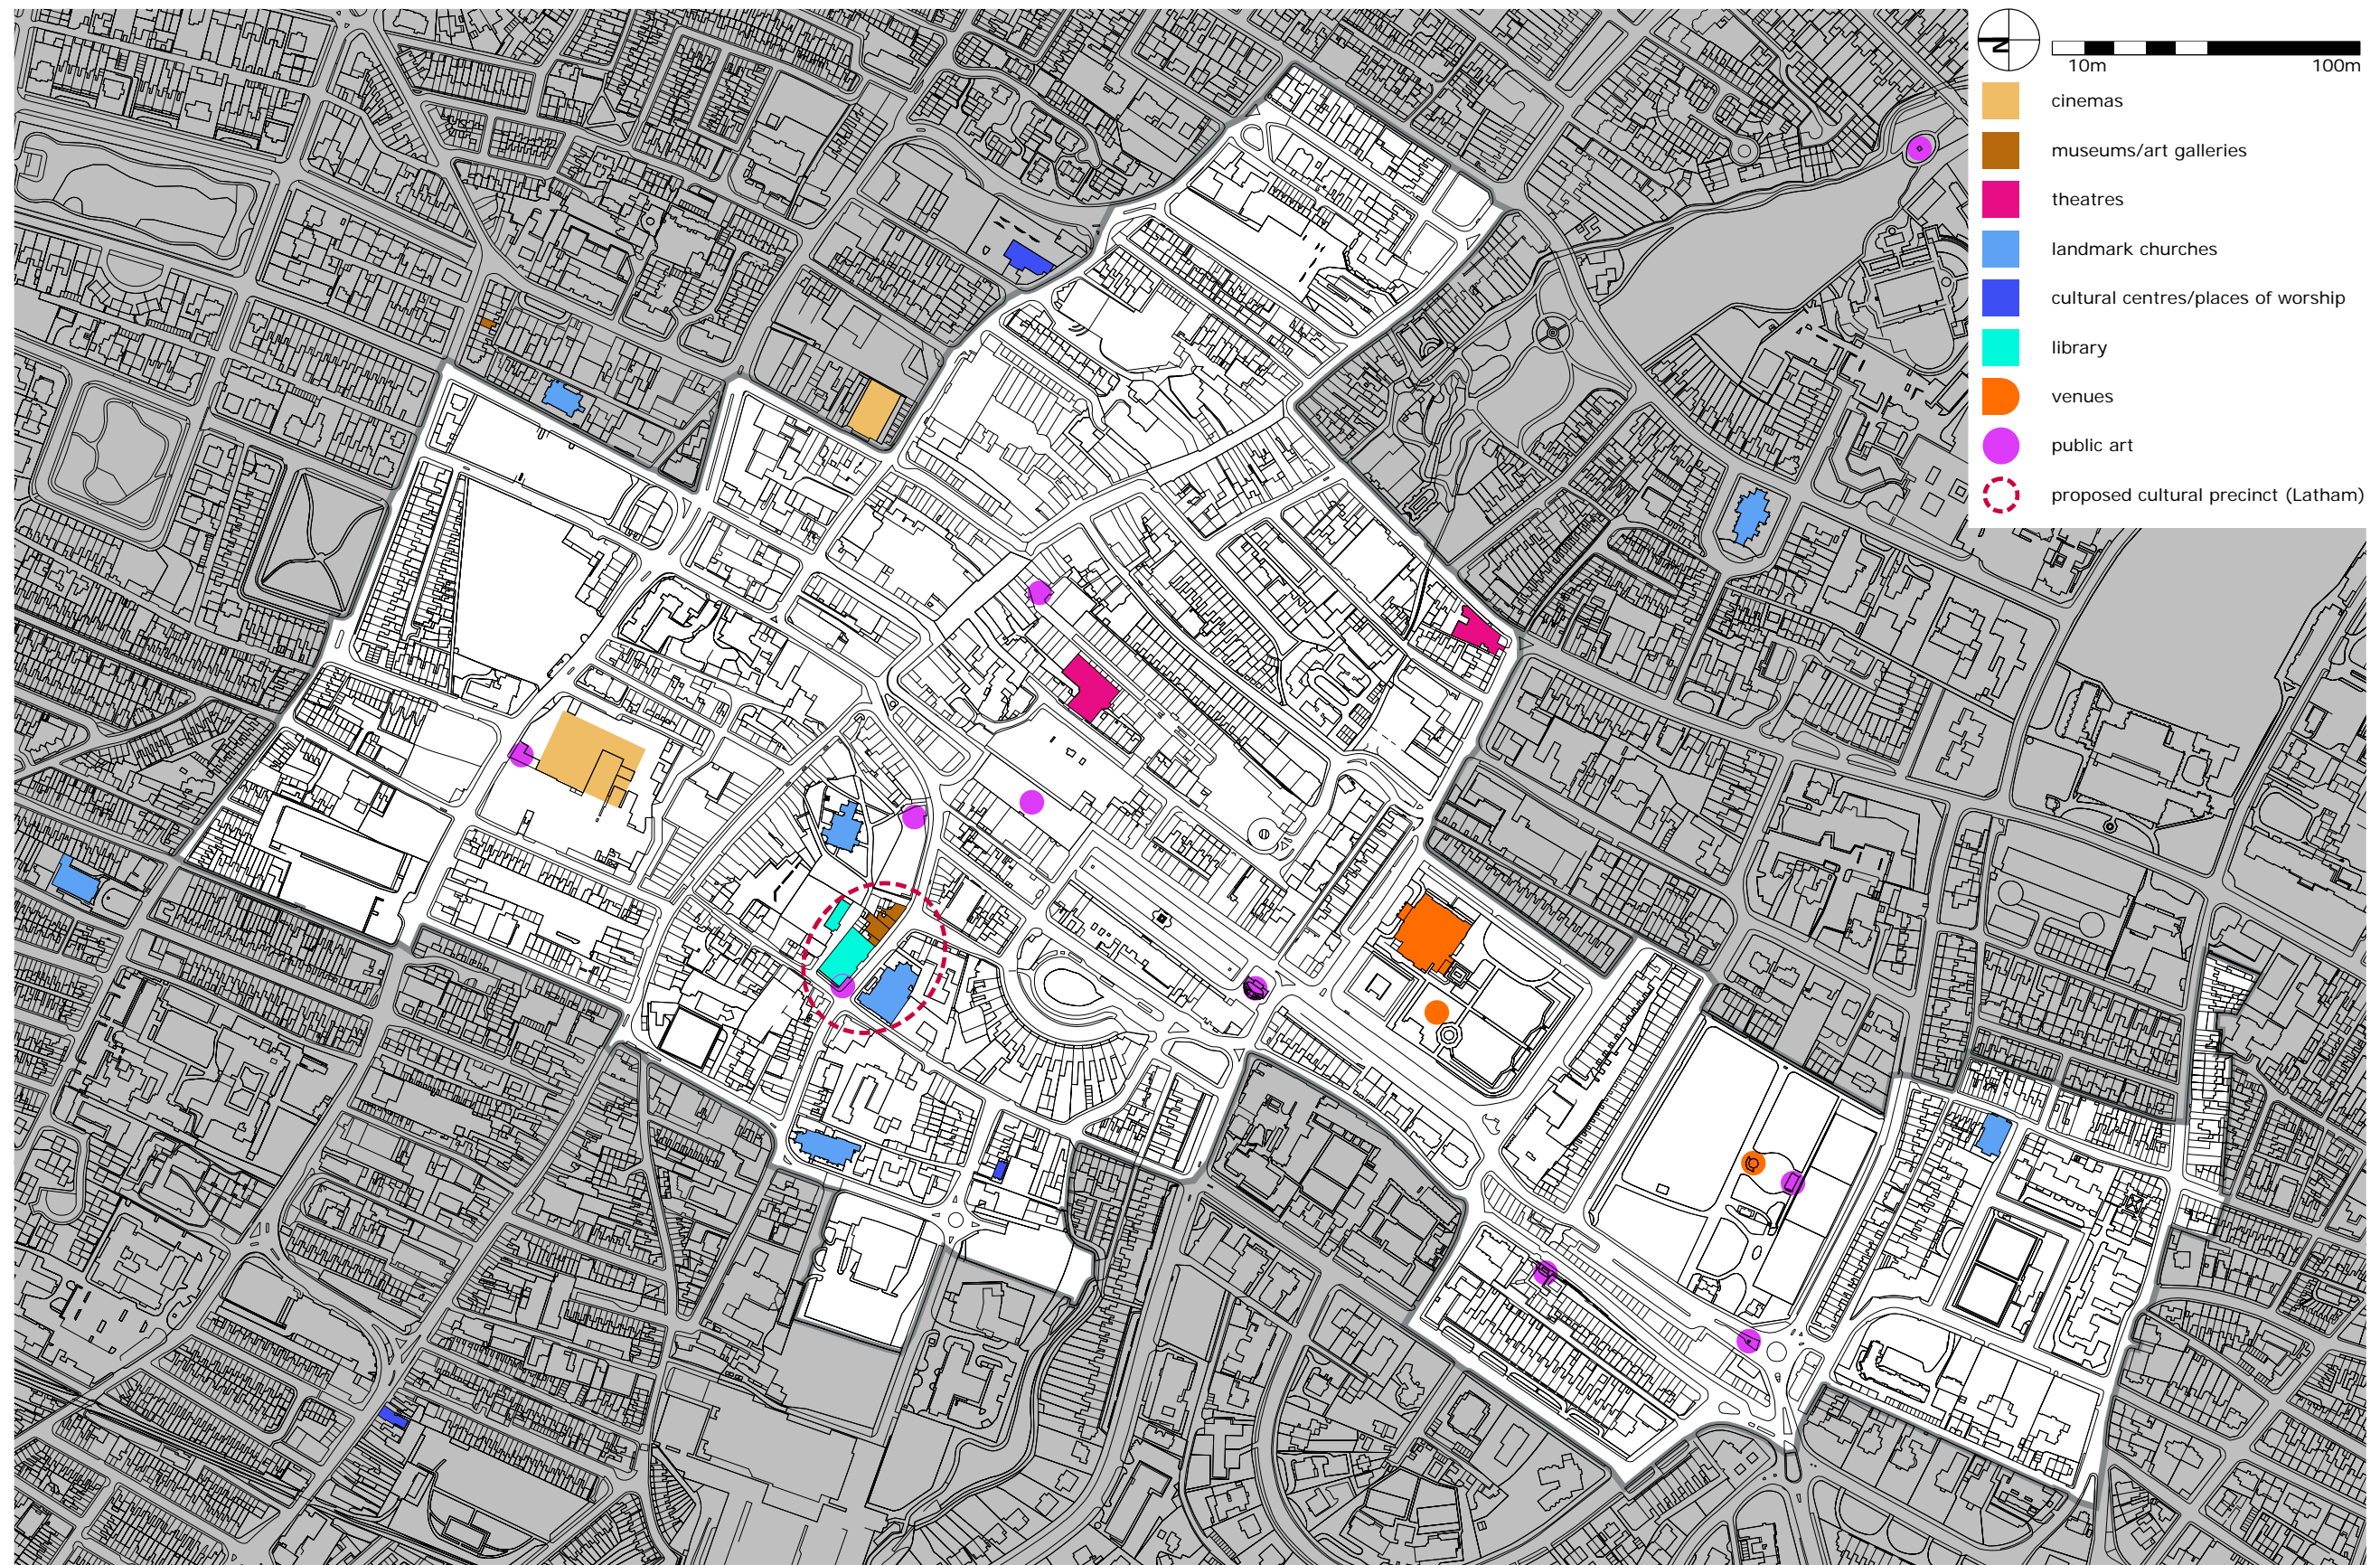 N
10m 100m
cinemas
museums/art galleries
theatres
landmark churches
cultural centres/places of worship
library
venues
public art
proposed cultural precinct (Latham)